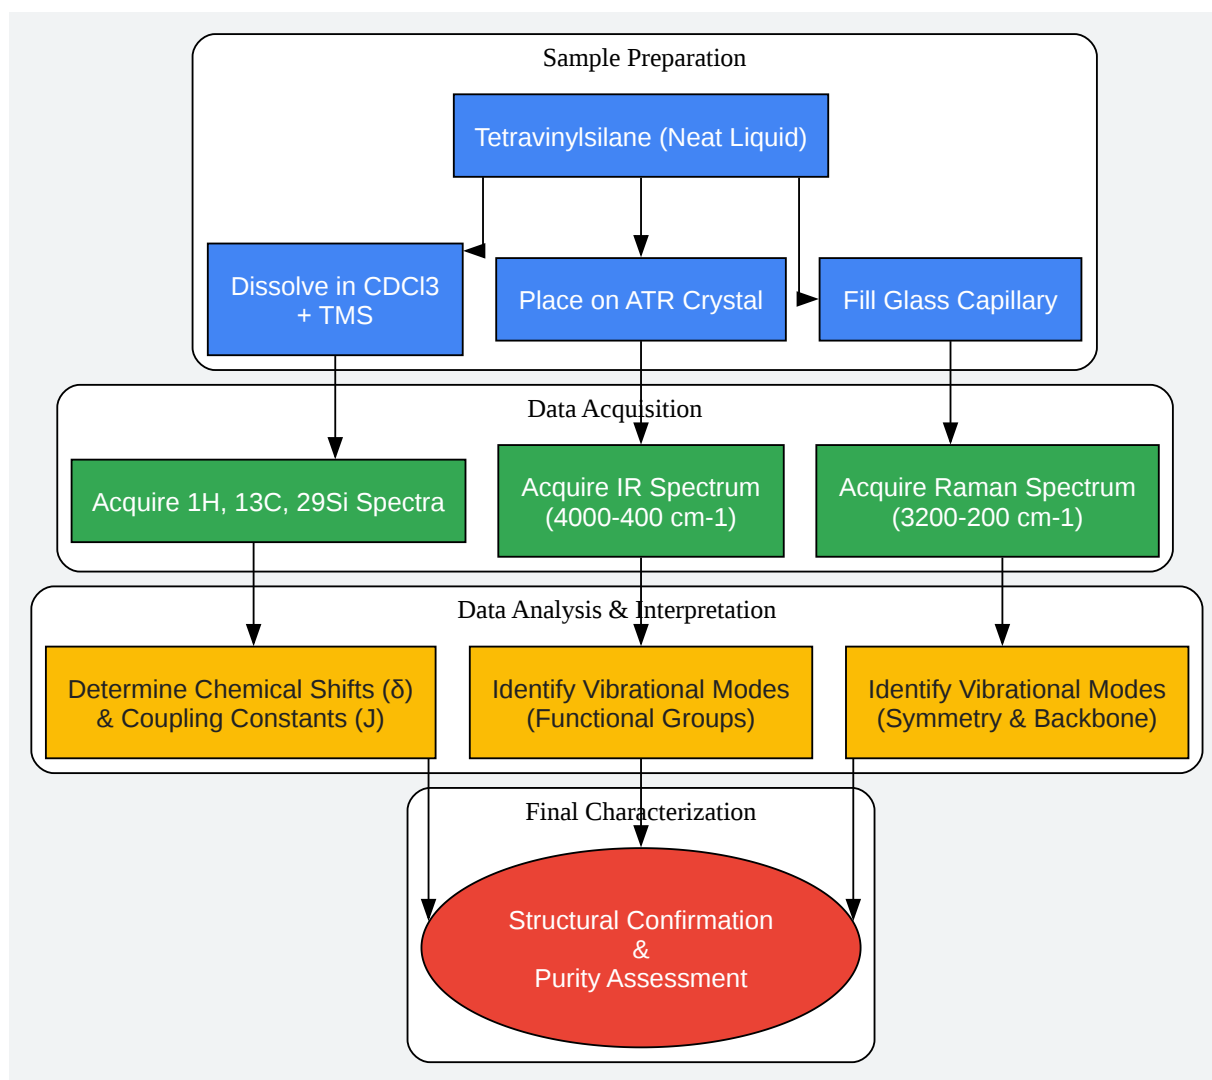 Sample Preparation
Tetravinylsilane (Neat Liquid)
Dissolve in CDCl3
+ TMS
Place on ATR Crystal
Fill Glass Capillary
Data Acquisition
Acquire 1H, 13C, 29Si Spectra
Acquire IR Spectrum
(4000-400 cm-1)
Acquire Raman Spectrum
(3200-200 cm-1)
Data Analysis & Interpretation
Determine Chemical Shifts (δ)
& Coupling Constants (J)
Identify Vibrational Modes
(Functional Groups)
Identify Vibrational Modes
(Symmetry & Backbone)
Final Characterization
Structural Confirmation
&
Purity Assessment